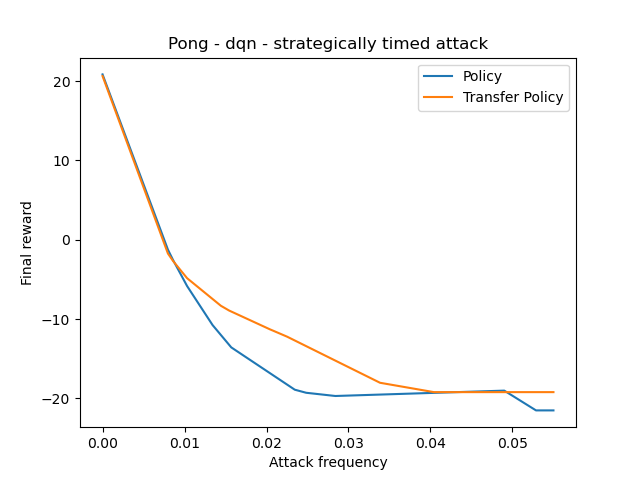 Pong - dqn - strategically timed attack
Policy
Transfer Policy
Final reward
20
10
0
−10
−20
0.00 0.01 0.02 0.03 0.04 0.05
Attack frequency